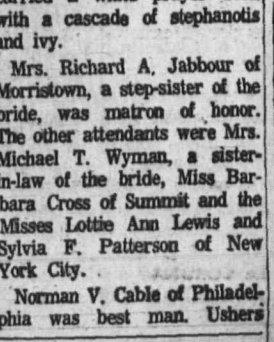 with a cascade of stephanotis
and ivy.
Mrs. Richard A. Jabbour of
Morristown, a step-sister of the
bride, was matron of honor.
The other attendants were Mrs.
Michael T. Wyman, a sister-
in-law of the bride, Miss Bar-
bara Cross of Summit and the
Misses Lottie Ann Lewis and
Sylvia F. Patterson of New
York City.
Norman V. Cable of Philadel-
phia was best man. Ushers